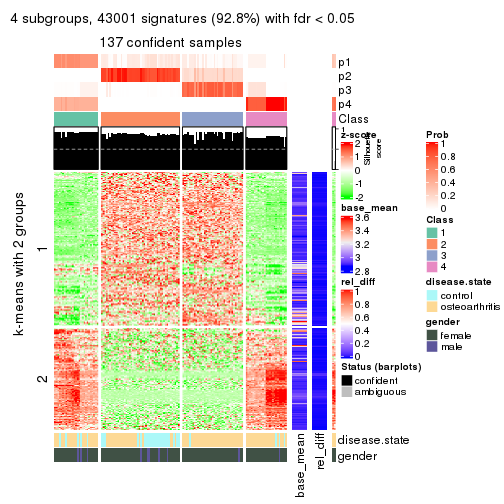 4 subgroups, 43001 signatures (92.8%) with fdr < 0.05
137 confident samples
p1
p2
p3
p4
Class
1
Silhouette
score
k-means with 2 groups
1
2
disease.state
gender
base_mean
rel_diff
z-score
2
1
0
-1
-2
base_mean
3.6
3.4
3.2
3
2.8
rel_diff
1
0.8
0.6
0.4
0.2
0
Status (barplots)
confident
ambiguous
Prob
1
0.8
0.6
0.4
0.2
0
Class
1
2
3
4
disease.state
control
osteoarthritis
gender
female
male